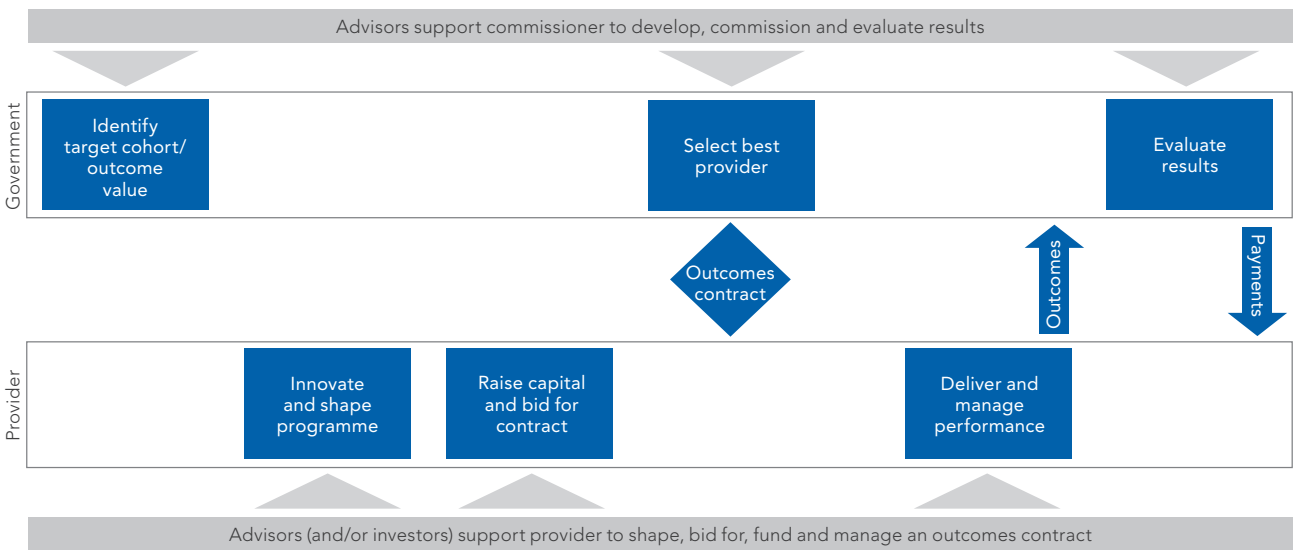 Advisors support commissioner to develop, commission and evaluate results
Government
Identify
target cohort/
outcome
value
Select best
provider
Evaluate
results
Outcomes
contract
Outcomes
Payments
Provider
Innovate
and shape
programme
Raise capital
and bid for
contract
Deliver and
manage
performance
Advisors (and/or investors) support provider to shape, bid for, fund and manage an outcomes contract